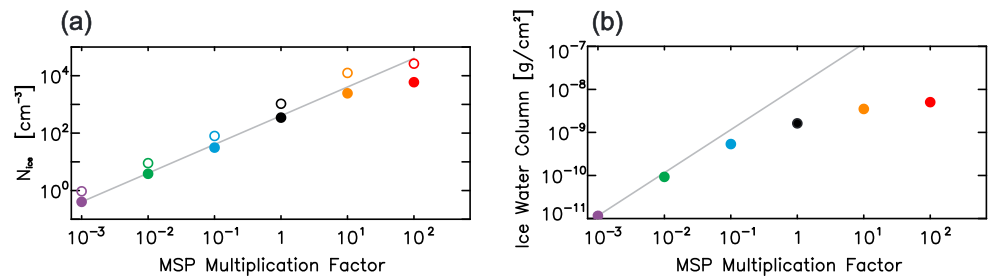 (a)
N_ice [cm⁻³]
10⁴
10²
10⁰
10⁻³ 10⁻² 10⁻¹ 1 10¹ 10²
MSP Multiplication Factor
(b)
Ice Water Column [g/cm²]
10⁻⁷
10⁻⁸
10⁻⁹
10⁻¹⁰
10⁻¹¹
10⁻³ 10⁻² 10⁻¹ 1 10¹ 10²
MSP Multiplication Factor